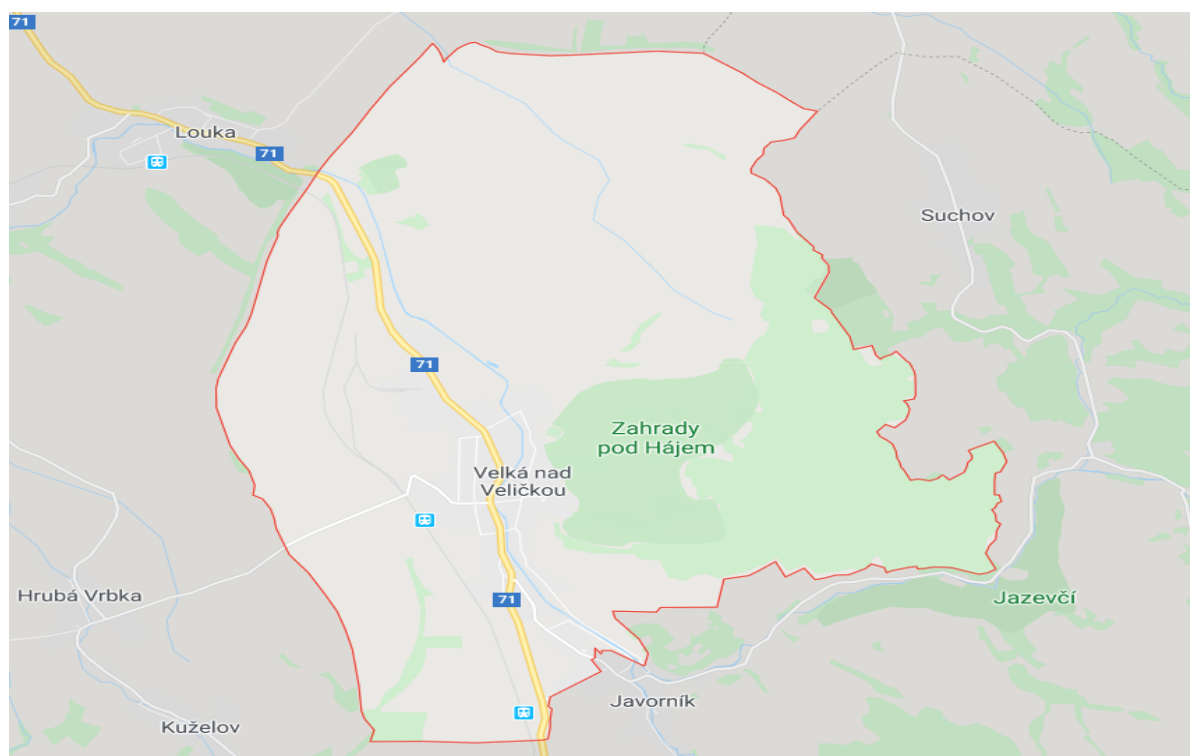 71
Louka
71
Suchov
71
Zahrady
pod Hájem
Velká nad
Veličkou
Hrubá Vrbka
71
Jazevčí
Javorník
Kuželov